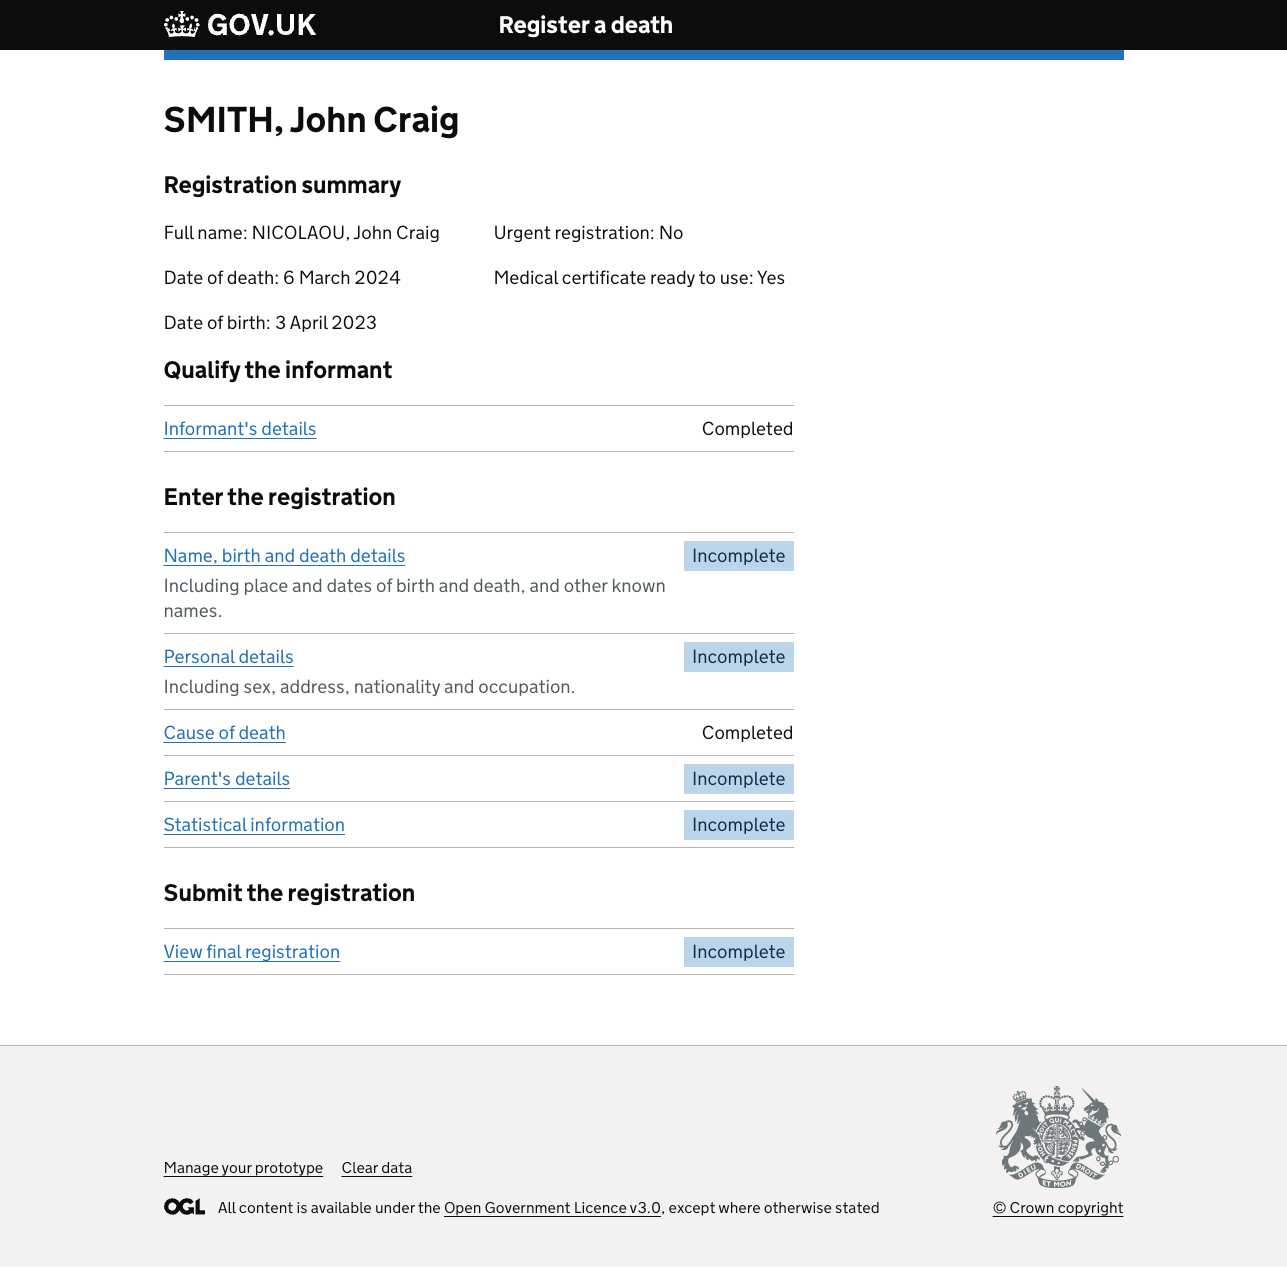 GOV.UK Register a death
SMITH, John Craig
Registration summary
Full name: NICOLAOU, John Craig
Urgent registration: No
Date of death: 6 March 2024
Medical certificate ready to use: Yes
Date of birth: 3 April 2023
Qualify the informant
Informant's details Completed
Enter the registration
Name, birth and death details Incomplete
Including place and dates of birth and death, and other known
names.
Personal details Incomplete
Including sex, address, nationality and occupation.
Cause of death Completed
Parent's details Incomplete
Statistical information Incomplete
Submit the registration
View final registration Incomplete
Manage your prototype Clear data
OGL All content is available under the Open Government Licence v3.0, except where otherwise stated
DIEU ET MON DROIT
© Crown copyright